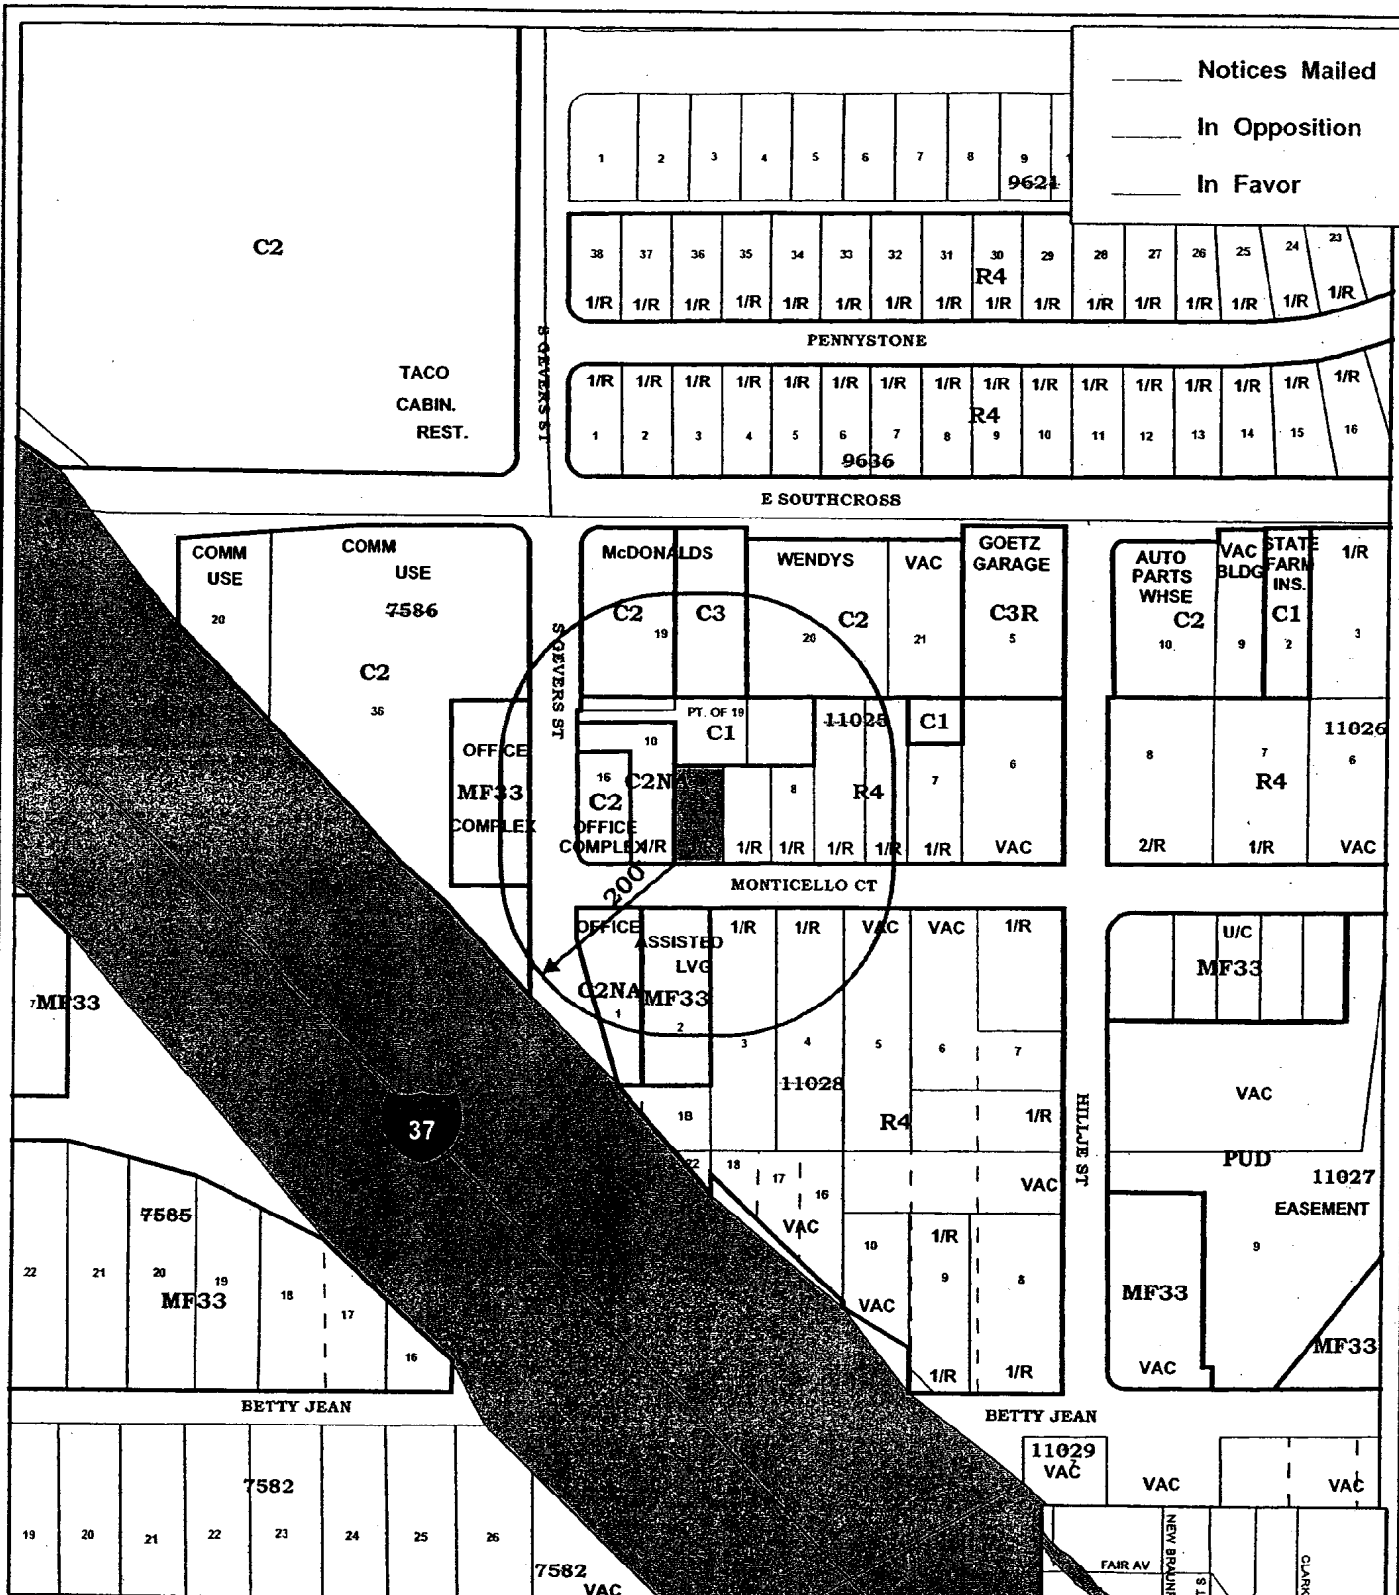 Notices Mailed
In Opposition
In Favor
1 2 3 4 5 6 7 8 9
9621
C2
38 37 36 35 34 33 32 31 30 29 28 27 26 25 24 23
R4
1/R 1/R 1/R 1/R 1/R 1/R 1/R 1/R 1/R 1/R 1/R 1/R 1/R 1/R 1/R 1/R
PENNYSTONE
S GEVERS ST
TACO
CABIN.
REST.
1/R 1/R 1/R 1/R 1/R 1/R 1/R 1/R 1/R 1/R 1/R 1/R 1/R 1/R 1/R 1/R
R4
1 2 3 4 5 6 7 8 9 10 11 12 13 14 15 16
9636
E SOUTHCROSS
COMM
USE
20
COMM
USE
7586
C2
36
S GEVERS ST
McDONALDS
C2
19
C3
WENDYS
20
C2
VAC
21
GOETZ
GARAGE
C3R
5
AUTO
PARTS
WHSE
C2
10
VAC
BLDG
9
STATE
FARM
INS.
C1
2
1/R
3
OFFICE
MF33
COMPLEX
10
C2NA
16
C2
OFFICE
COMPLEX
1/R
PT. OF 19
C1
11025
C1
8
R4
7
6
1/R 1/R 1/R 1/R 1/R
VAC
11026
8
7
R4
6
2/R
1/R
VAC
MONTICELLO CT
200'
OFFICE
C2NA
1
ASSISTED
LVG
MF33
2
1/R
1/R
VAC
VAC
1/R
3
4
5
6
7
11028
R4
1/R
1B
22
18
17
16
VAC
VAC
10
VAC
1/R
9
1/R
8
1/R
HILLJE ST
U/C
MF33
VAC
PUD
11027
EASEMENT
9
MF33
VAC
MF33
7
MF33
37
7585
22 21 20 19 18 17 16
MF33
BETTY JEAN
BETTY JEAN
7582
19 20 21 22 23 24 25 26
7582
VAC
11029
VAC
7
VAC
VAC
FAIR AV
CLARK